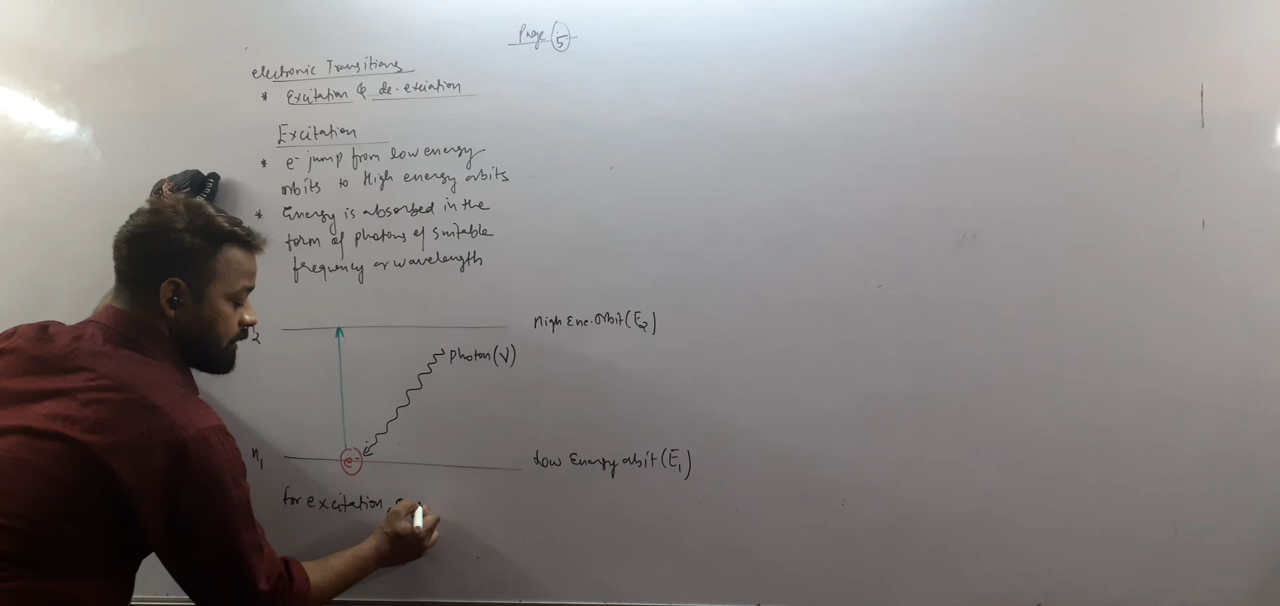 Page 5
electronic Transitions
* Excitation & de-exciation
Excitation
* e- jump from low energy
orbits to High energy orbits
* Energy is absorbed in the
form of photons of suitable
frequency or wavelength
2 High Ene. orbit (E2)
Photon (ν)
e-
n1 Low Energy orbit (E1)
for excitation,